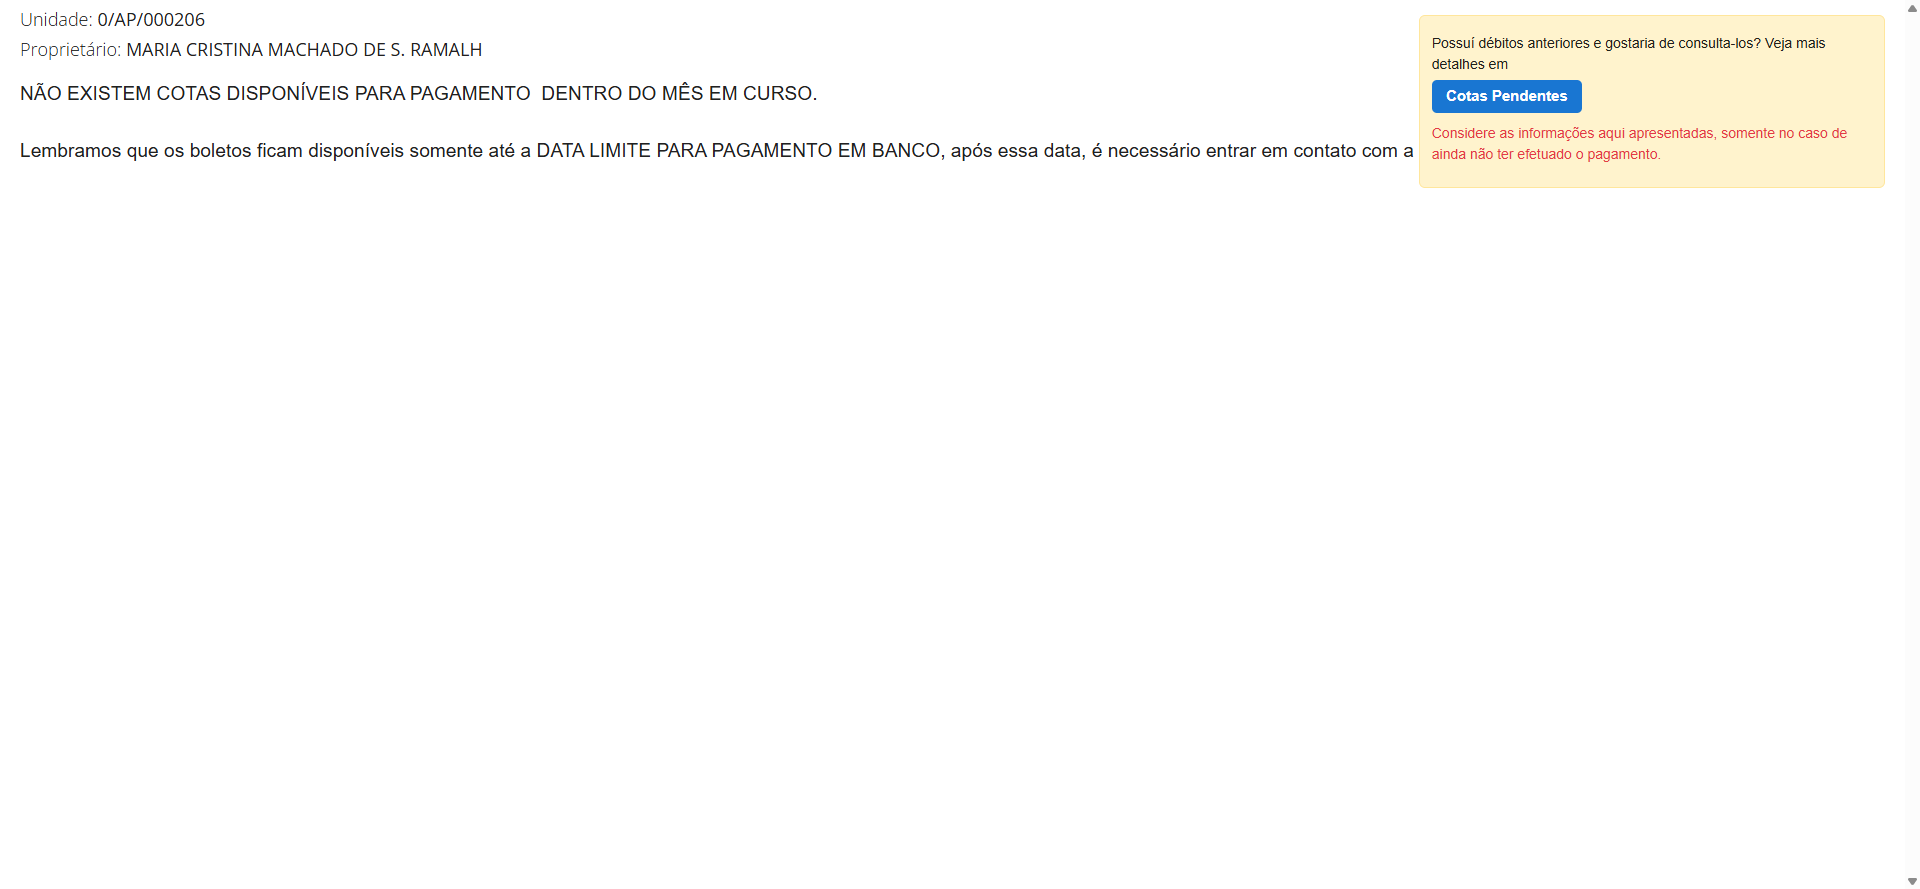 Unidade: 0/AP/000206
Proprietário: MARIA CRISTINA MACHADO DE S. RAMALH
NÃO EXISTEM COTAS DISPONÍVEIS PARA PAGAMENTO  DENTRO DO MÊS EM CURSO.
Lembramos que os boletos ficam disponíveis somente até a DATA LIMITE PARA PAGAMENTO EM BANCO, após essa data, é necessário entrar em contato com a
Possuí débitos anteriores e gostaria de consulta-los? Veja mais
detalhes em
Cotas Pendentes
Considere as informações aqui apresentadas, somente no caso de
ainda não ter efetuado o pagamento.